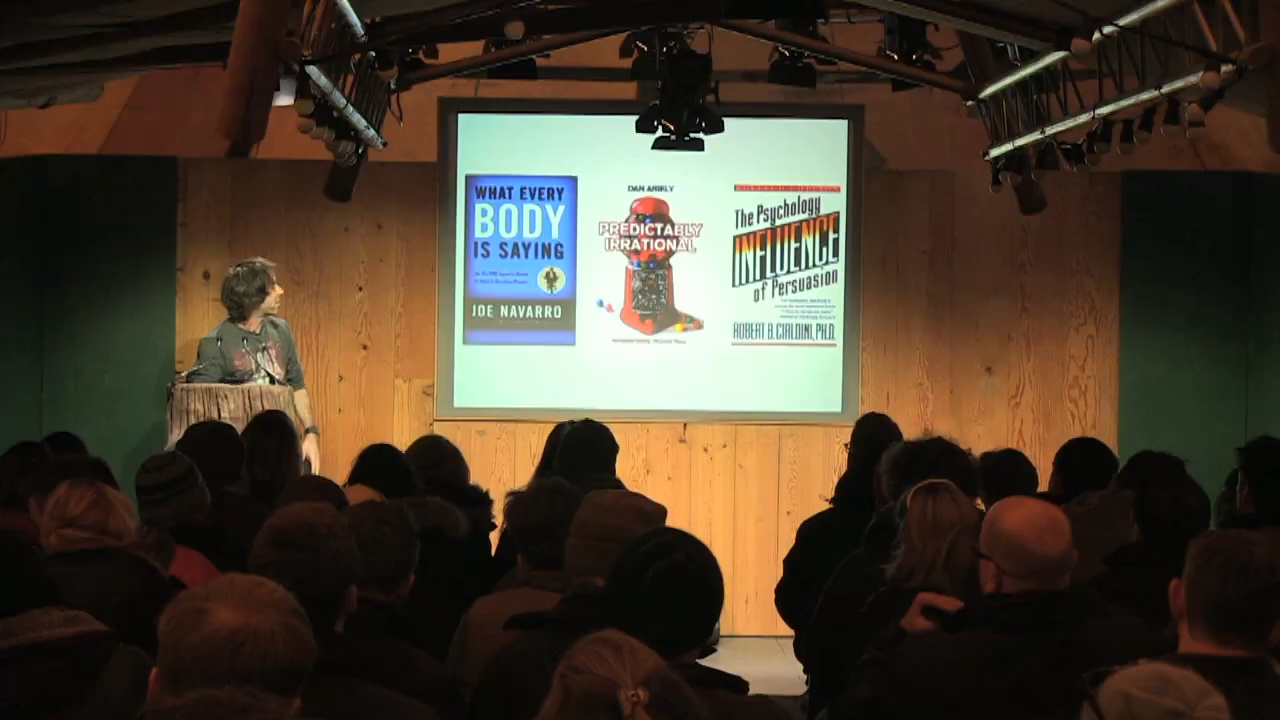 WHAT EVERY
BODY
IS SAYING
JOE NAVARRO
DAN ARIELY
PREDICTABLY
IRRATIONAL
The Psychology
INFLUENCE
of Persuasion
ROBERT B. CIALDINI, PH.D.